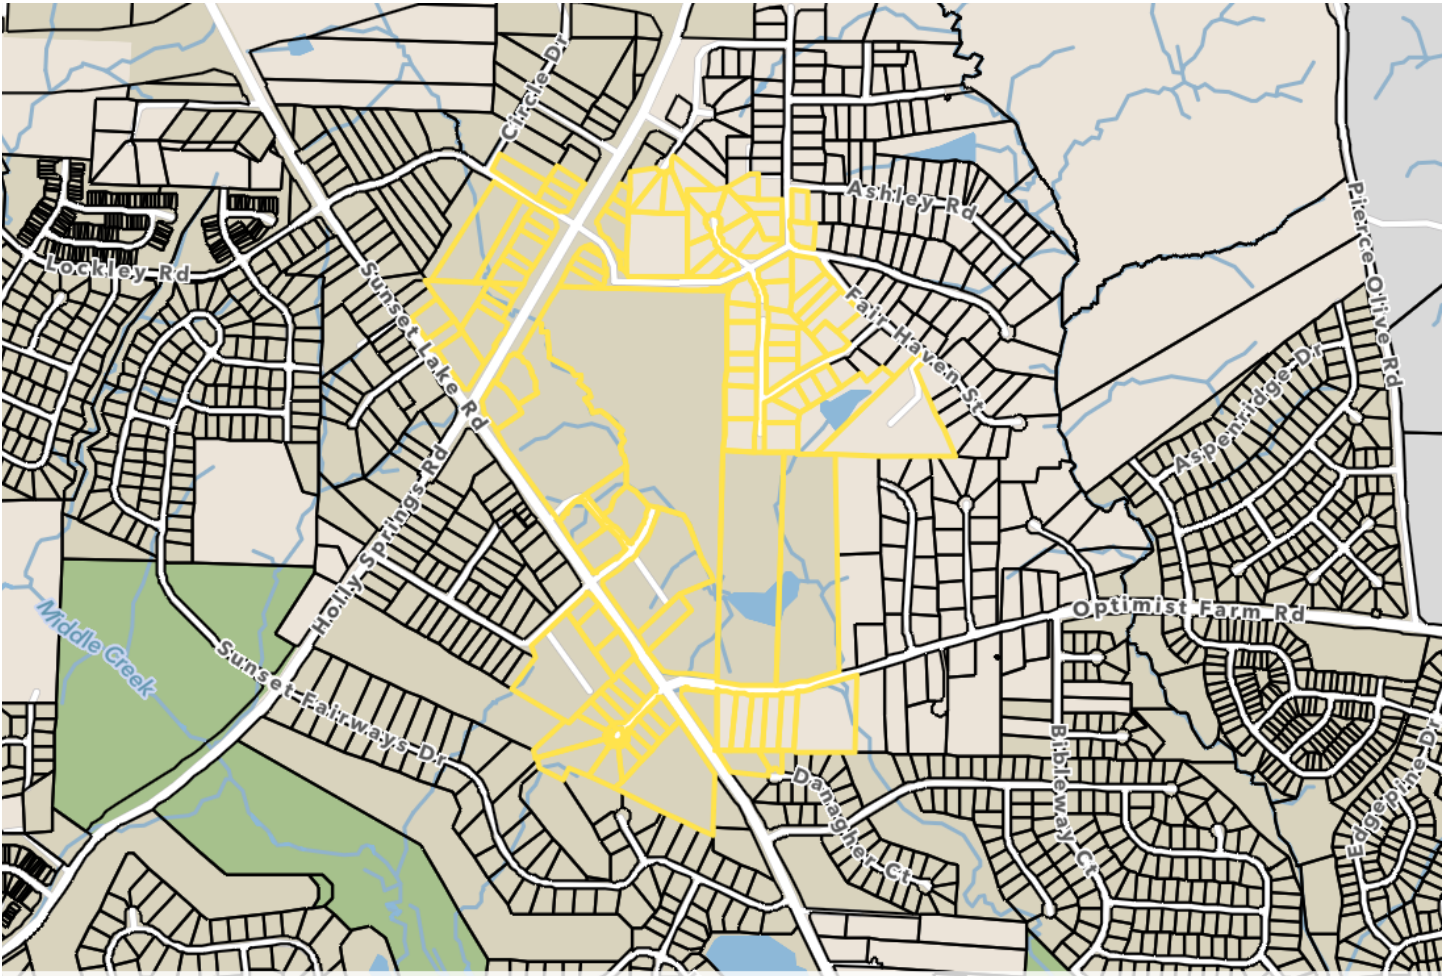 Circle Dr
Ashley Rd
Pierce Olive Rd
Lockley Rd
Sunset Lake Rd
Fair Haven St
Aspenridge Dr
Holly Springs Rd
Middle Creek
Optimist Farm Rd
Sunset Fairways Dr
Bibleway Ct
Danagher Ct
Edgepine Dr